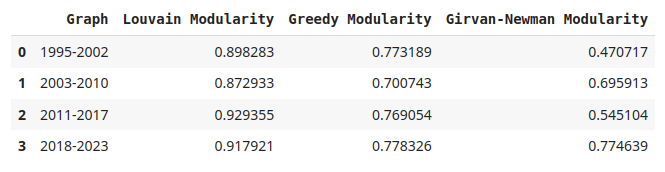 Graph Louvain Modularity Greedy Modularity Girvan-Newman Modularity
0 1995-2002 0.898283 0.773189 0.470717
1 2003-2010 0.872933 0.700743 0.695913
2 2011-2017 0.929355 0.769054 0.545104
3 2018-2023 0.917921 0.778326 0.774639